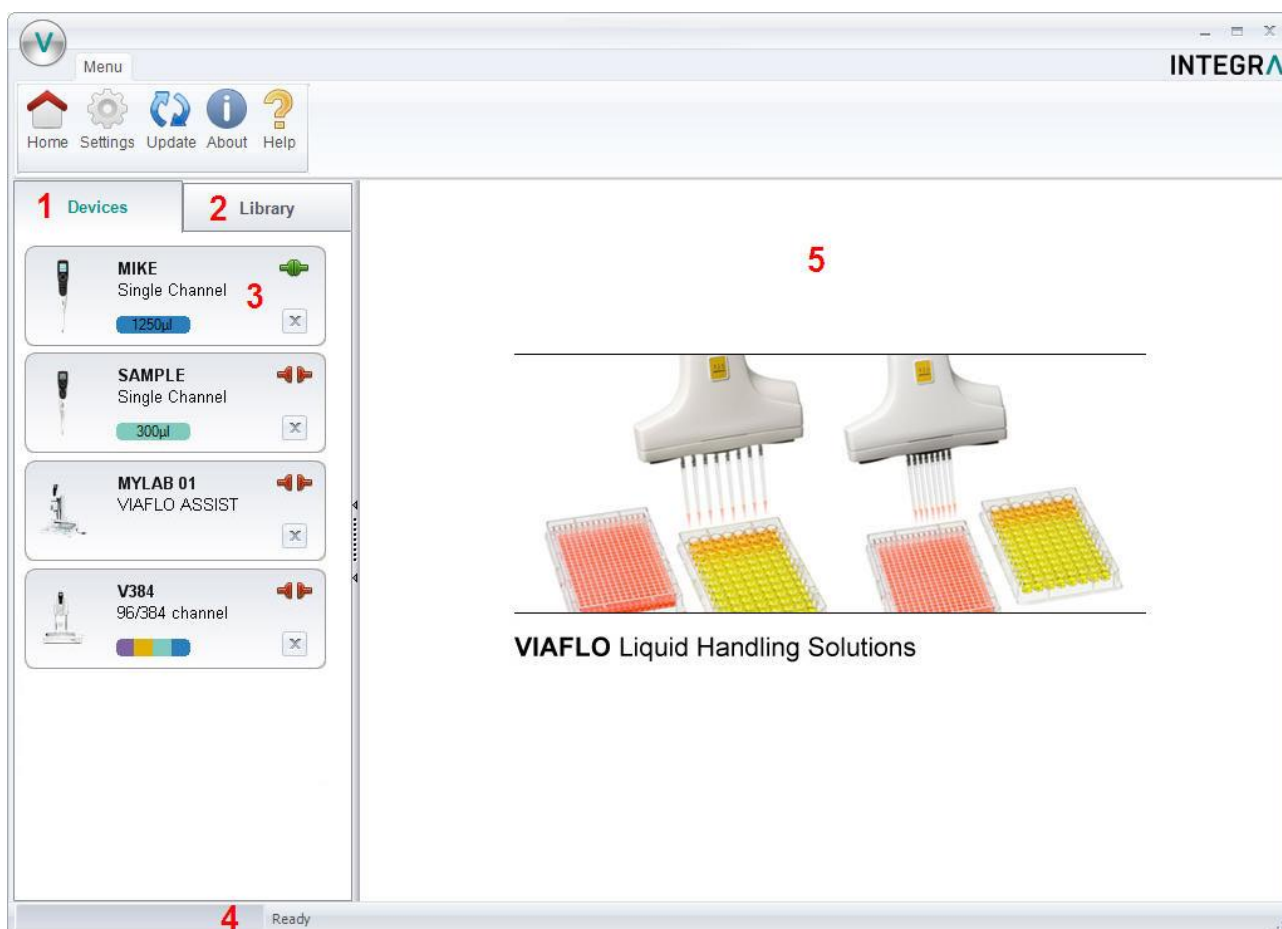 V
Menu
INTEGRA
Home Settings Update About Help
1 Devices 2 Library
MIKE
Single Channel 3
1250µl
SAMPLE
Single Channel
300µl
MYLAB 01
VIAFLO ASSIST
V384
96/384 channel
5
VIAFLO Liquid Handling Solutions
4 Ready